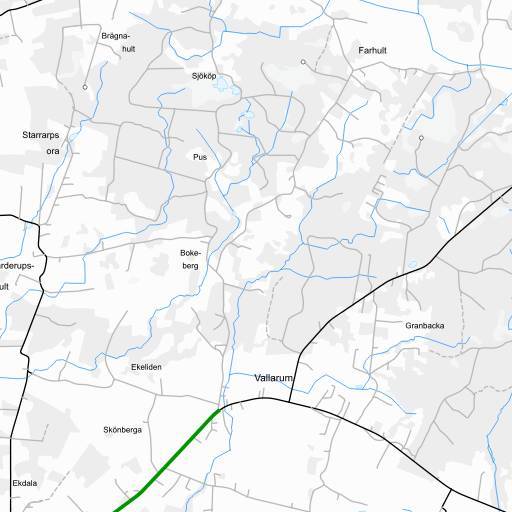 Brägna-
hult
Farhult
Sjököp
Starrarps
ora
Pus
Boke-
berg
rderups-
ult
Granbacka
Ekeliden
Vallarum
Skönberga
Ekdala